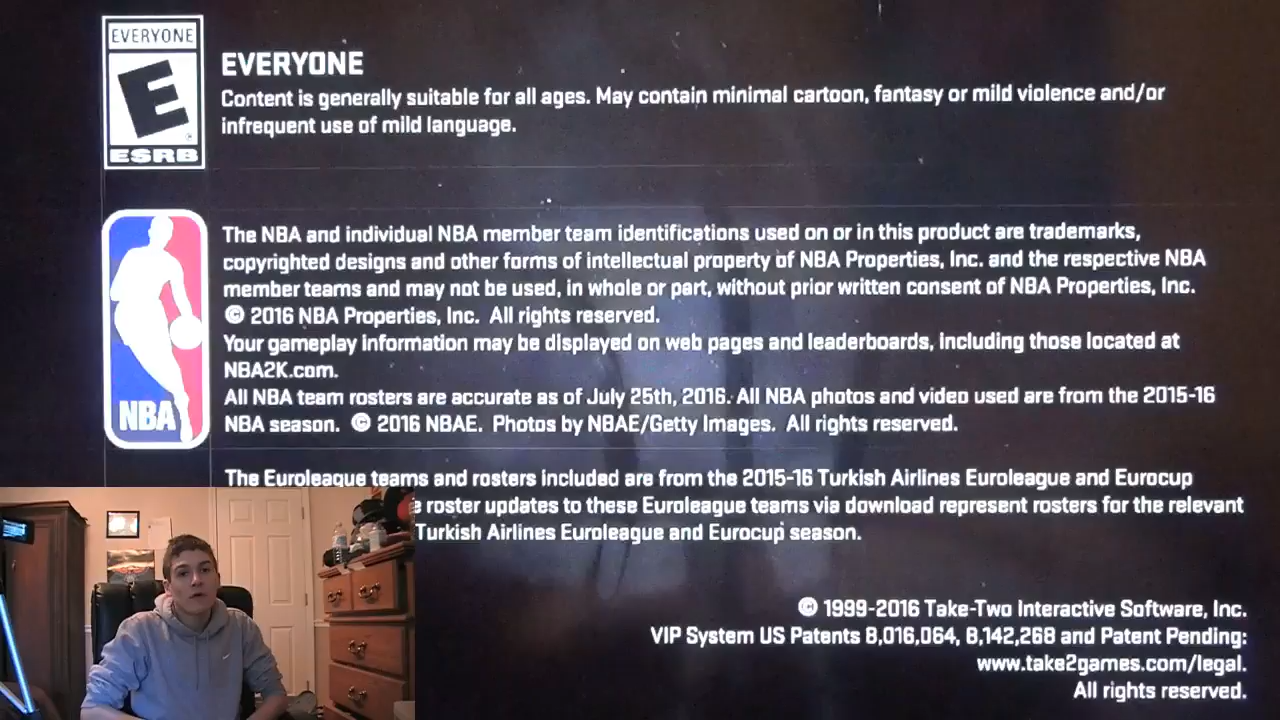 EVERYONE
E
ESRB
EVERYONE
Content is generally suitable for all ages. May contain minimal cartoon, fantasy or mild violence and/or
infrequent use of mild language.
NBA
The NBA and individual NBA member team identifications used on or in this product are trademarks,
copyrighted designs and other forms of intellectual property of NBA Properties, Inc. and the respective NBA
member teams and may not be used, in whole or part, without prior written consent of NBA Properties, Inc.
© 2016 NBA Properties, Inc. All rights reserved.
Your gameplay information may be displayed on web pages and leaderboards, including those located at
NBA2K.com.
All NBA team rosters are accurate as of July 25th, 2016. All NBA photos and video used are from the 2015-16
NBA season. © 2016 NBAE. Photos by NBAE/Getty Images. All rights reserved.
The Euroleague teams and rosters included are from the 2015-16 Turkish Airlines Euroleague and Eurocup
roster updates to these Euroleague teams via download represent rosters for the relevant
Turkish Airlines Euroleague and Eurocup season.
© 1999-2016 Take-Two Interactive Software, Inc.
VIP System US Patents 8,016,064, 8,142,268 and Patent Pending:
www.take2games.com/legal.
All rights reserved.